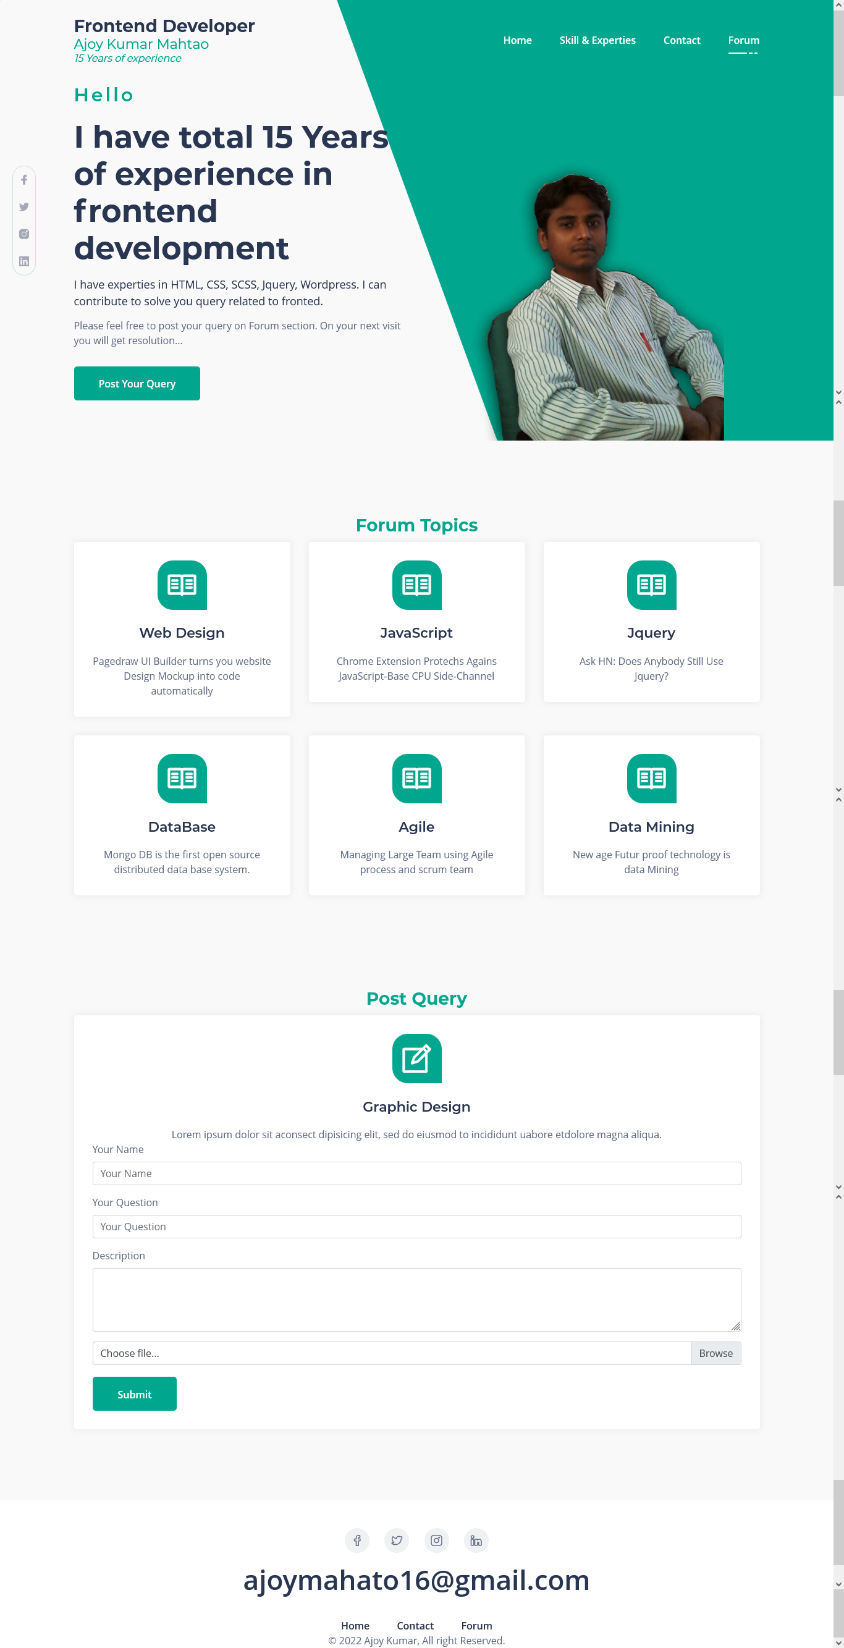 Frontend Developer
Ajoy Kumar Mahtao
15 Years of experience
Home Skill & Experties Contact Forum
Hello
I have total 15 Years
of experience in
frontend
development
I have experties in HTML, CSS, SCSS, Jquery, Wordpress. I can
contribute to solve you query related to fronted.
Please feel free to post your query on Forum section. On your next visit
you will get resolution...
Post Your Query
Forum Topics
Web Design
Pagedraw UI Builder turns you website
Design Mockup into code
automatically
JavaScript
Chrome Extension Protechs Agains
JavaScript-Base CPU Side-Channel
Jquery
Ask HN: Does Anybody Still Use
Jquery?
DataBase
Mongo DB is the first open source
distributed data base system.
Agile
Managing Large Team using Agile
process and scrum team
Data Mining
New age Futur proof technology is
data Mining
Post Query
Graphic Design
Lorem ipsum dolor sit aconsect dipisicing elit, sed do eiusmod to incididunt uabore etdolore magna aliqua.
Your Name
Your Name
Your Question
Your Question
Description
Choose file... Browse
Submit
ajoymahato16@gmail.com
Home Contact Forum
© 2022 Ajoy Kumar, All right Reserved.